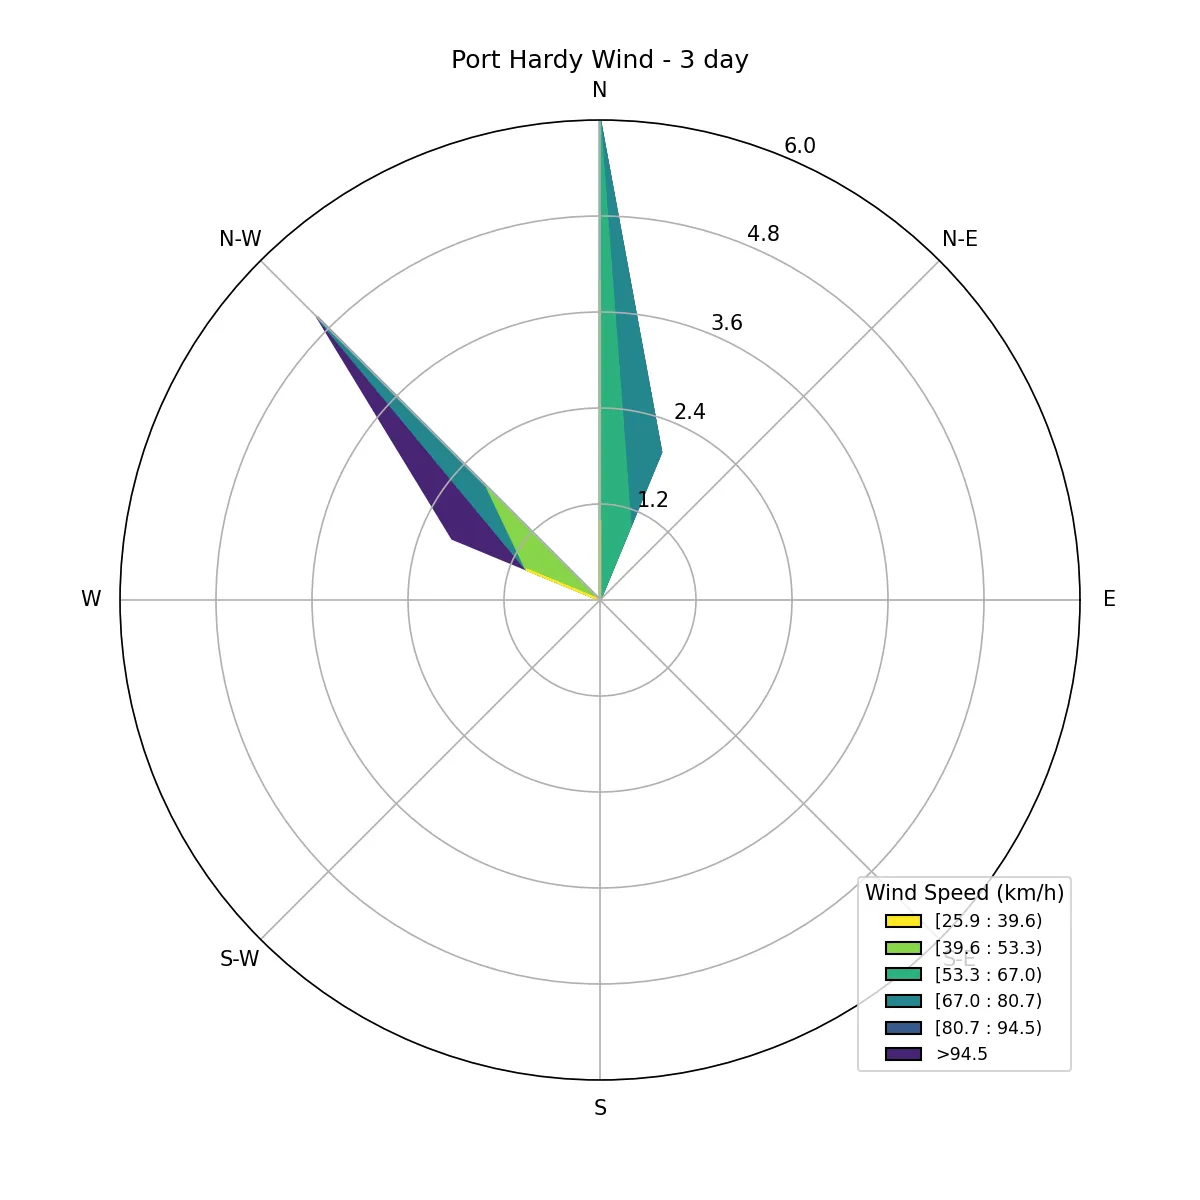 Port Hardy Wind - 3 day
N
6.0
N-W
N-E
4.8
3.6
2.4
1.2
W
E
S-W
S-E
S
Wind Speed (km/h)
[25.9 : 39.6)
[39.6 : 53.3)
[53.3 : 67.0)
[67.0 : 80.7)
[80.7 : 94.5)
>94.5